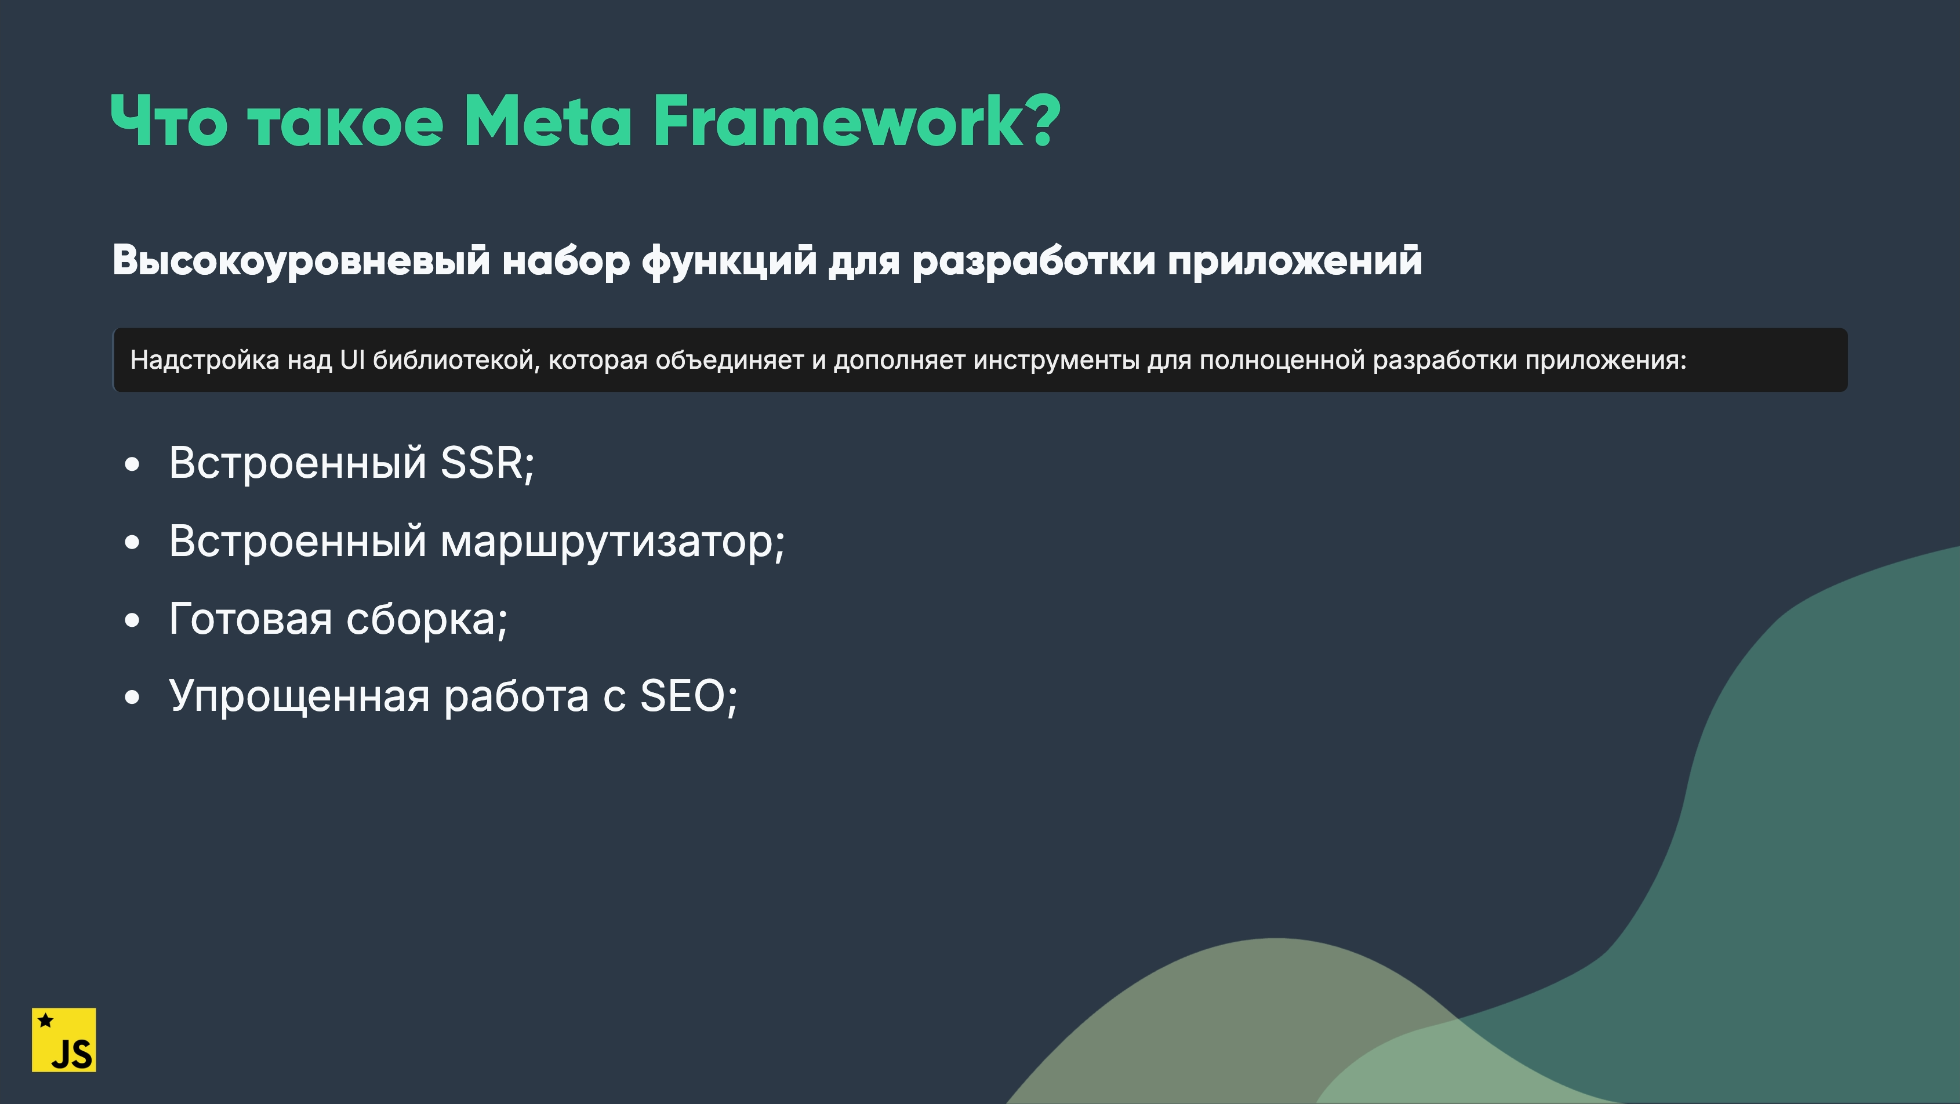 Что такое Meta Framework?
Высокоуровневый набор функций для разработки приложений
Надстройка над UI библиотекой, которая объединяет и дополняет инструменты для полноценной разработки приложения:
• Встроенный SSR;
• Встроенный маршрутизатор;
• Готовая сборка;
• Упрощенная работа с SEO;
JS